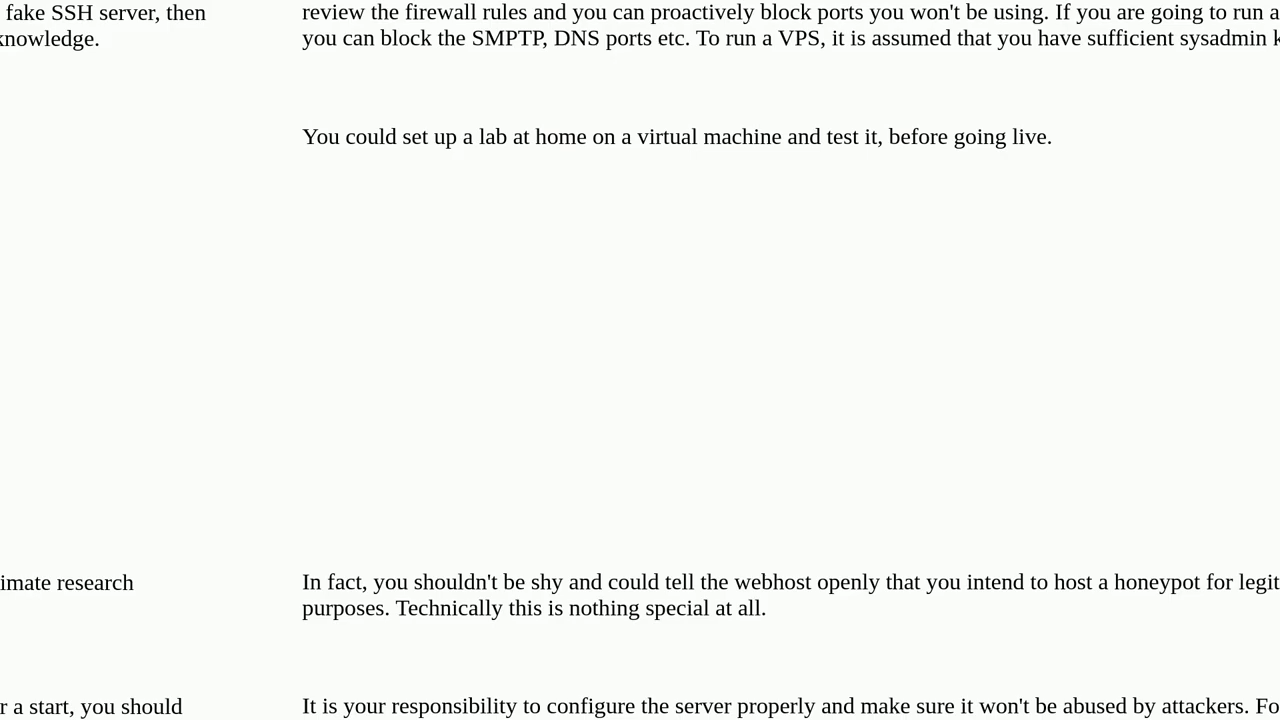 review the firewall rules and you can proactively block ports you won't be using. If you are going to run a fake SSH server, then
you can block the SMPTP, DNS ports etc. To run a VPS, it is assumed that you have sufficient sysadmin knowledge.
You could set up a lab at home on a virtual machine and test it, before going live.
In fact, you shouldn't be shy and could tell the webhost openly that you intend to host a honeypot for legitimate research
purposes. Technically this is nothing special at all.
It is your responsibility to configure the server properly and make sure it won't be abused by attackers. For a start, you should